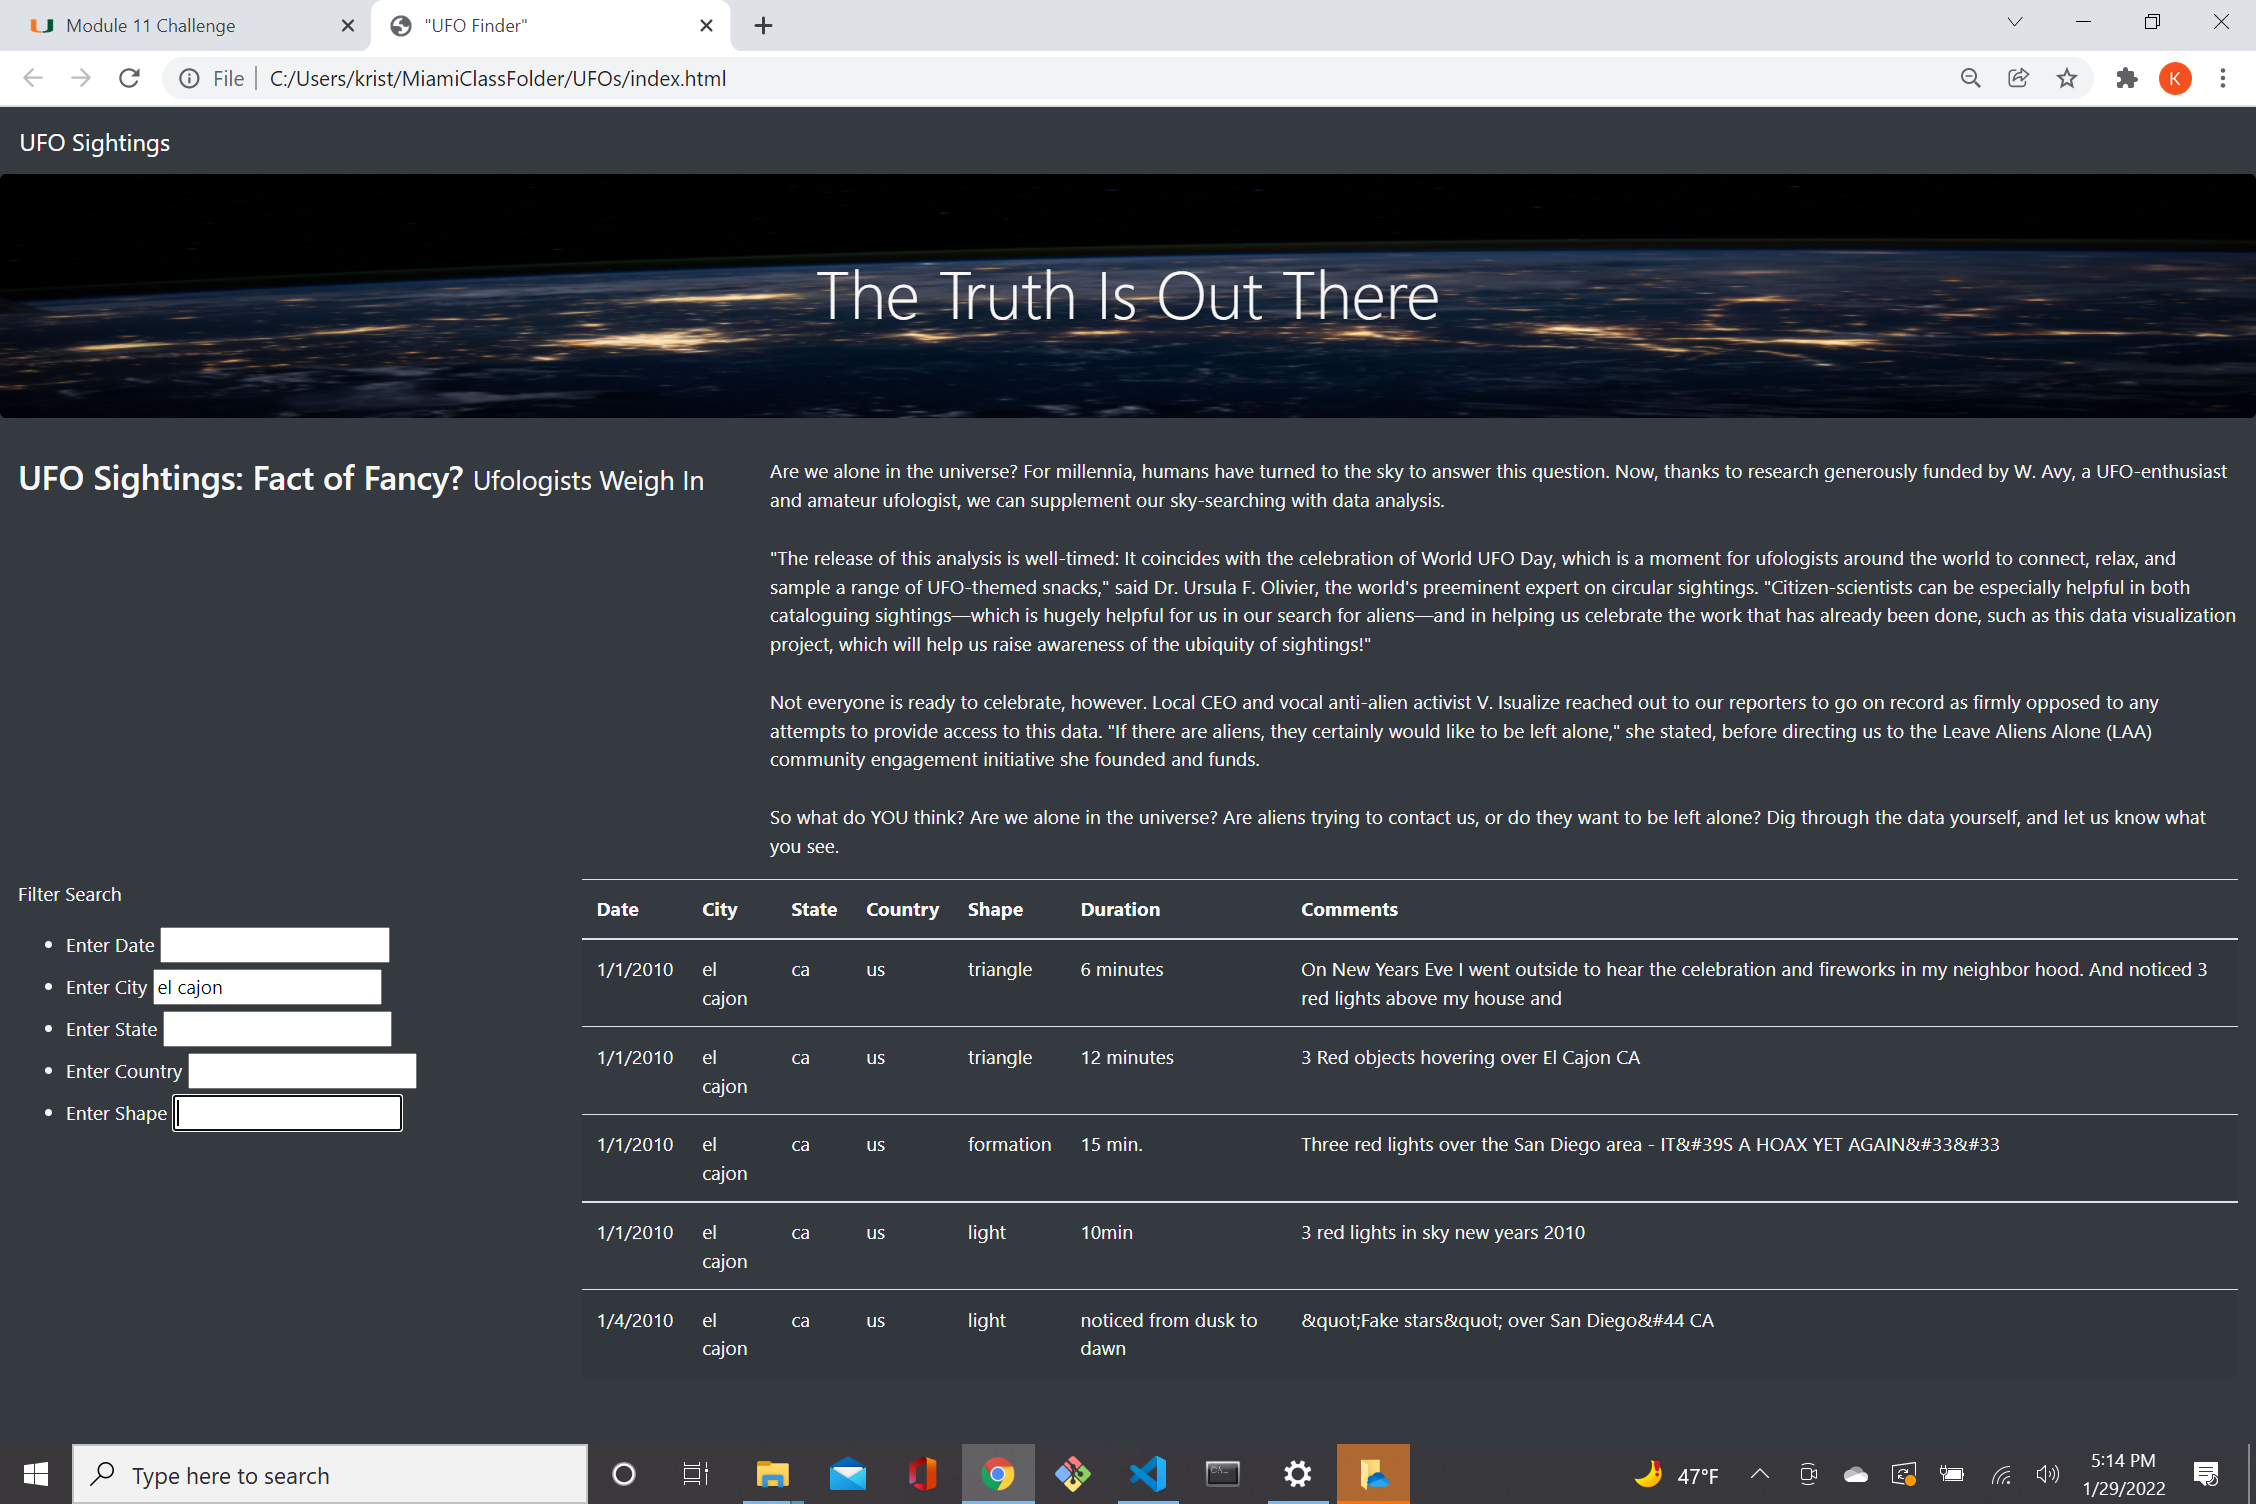 Module 11 Challenge
"UFO Finder"
File
C:/Users/krist/MiamiClassFolder/UFOs/index.html
K
UFO Sightings
The Truth Is Out There
UFO Sightings: Fact of Fancy? Ufologists Weigh In
Are we alone in the universe? For millennia, humans have turned to the sky to answer this question. Now, thanks to research generously funded by W. Avy, a UFO-enthusiast
and amateur ufologist, we can supplement our sky-searching with data analysis.
"The release of this analysis is well-timed: It coincides with the celebration of World UFO Day, which is a moment for ufologists around the world to connect, relax, and
sample a range of UFO-themed snacks," said Dr. Ursula F. Olivier, the world's preeminent expert on circular sightings. "Citizen-scientists can be especially helpful in both
cataloguing sightings—which is hugely helpful for us in our search for aliens—and in helping us celebrate the work that has already been done, such as this data visualization
project, which will help us raise awareness of the ubiquity of sightings!"
Not everyone is ready to celebrate, however. Local CEO and vocal anti-alien activist V. Isualize reached out to our reporters to go on record as firmly opposed to any
attempts to provide access to this data. "If there are aliens, they certainly would like to be left alone," she stated, before directing us to the Leave Aliens Alone (LAA)
community engagement initiative she founded and funds.
So what do YOU think? Are we alone in the universe? Are aliens trying to contact us, or do they want to be left alone? Dig through the data yourself, and let us know what
you see.
Filter Search
Enter Date
Enter City el cajon
Enter State
Enter Country
Enter Shape
Date City State Country Shape Duration Comments
1/1/2010 el cajon ca us triangle 6 minutes On New Years Eve I went outside to hear the celebration and fireworks in my neighbor hood. And noticed 3
red lights above my house and
1/1/2010 el cajon ca us triangle 12 minutes 3 Red objects hovering over El Cajon CA
1/1/2010 el cajon ca us formation 15 min. Three red lights over the San Diego area - IT&#39S A HOAX YET AGAIN&#33&#33
1/1/2010 el cajon ca us light 10min 3 red lights in sky new years 2010
1/4/2010 el cajon ca us light noticed from dusk to dawn &quot;Fake stars&quot; over San Diego&#44 CA
Type here to search
47°F
5:14 PM
1/29/2022